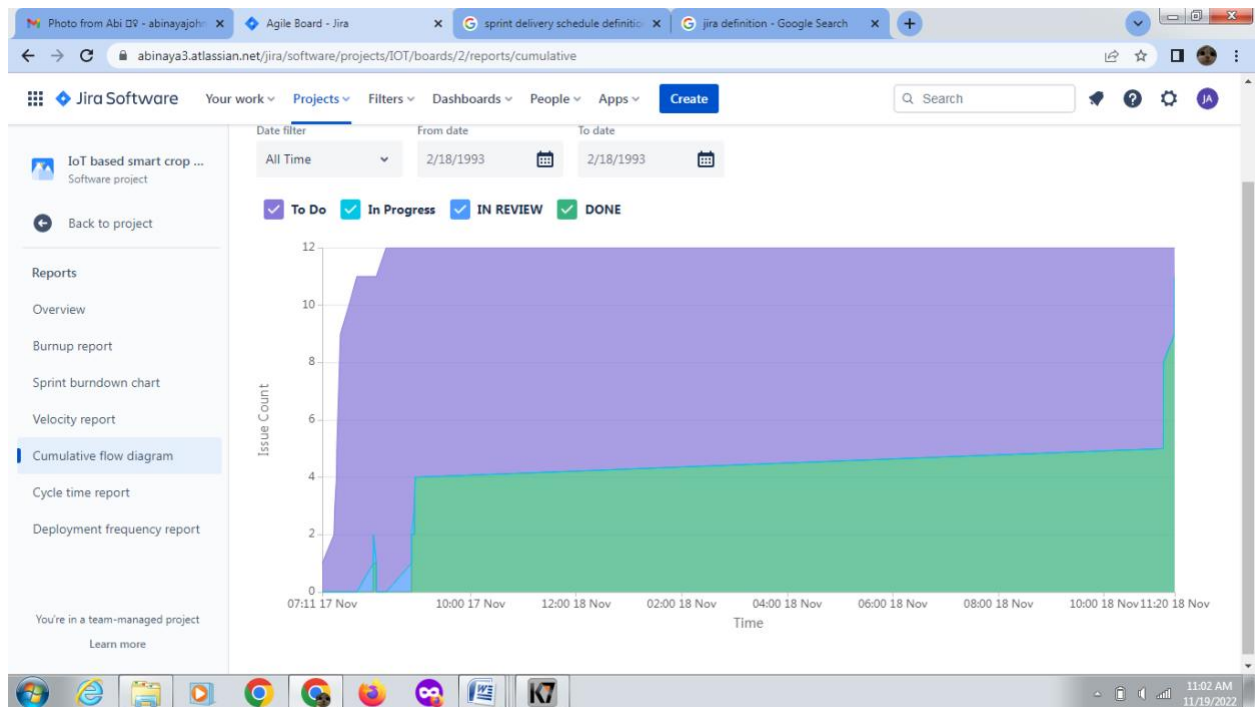 Photo from Abi - abinayajohn
Agile Board - Jira
sprint delivery schedule definitio
jira definition - Google Search
abinaya3.atlassian.net/jira/software/projects/IOT/boards/2/reports/cumulative
Jira Software Your work Projects Filters Dashboards People Apps Create Search JA
Date filter From date To date
All Time 2/18/1993 2/18/1993
IoT based smart crop ...
Software project
Back to project
To Do In Progress IN REVIEW DONE
Reports
Overview
Burnup report
Sprint burndown chart
Velocity report
Cumulative flow diagram
Cycle time report
Deployment frequency report
You're in a team-managed project
Learn more
12
10
8
6
4
2
0
Issue Count
07:11 17 Nov 10:00 17 Nov 12:00 18 Nov 02:00 18 Nov 04:00 18 Nov 06:00 18 Nov 08:00 18 Nov 10:00 18 Nov 11:20 18 Nov
Time
W
K7
11:02 AM
11/19/2022